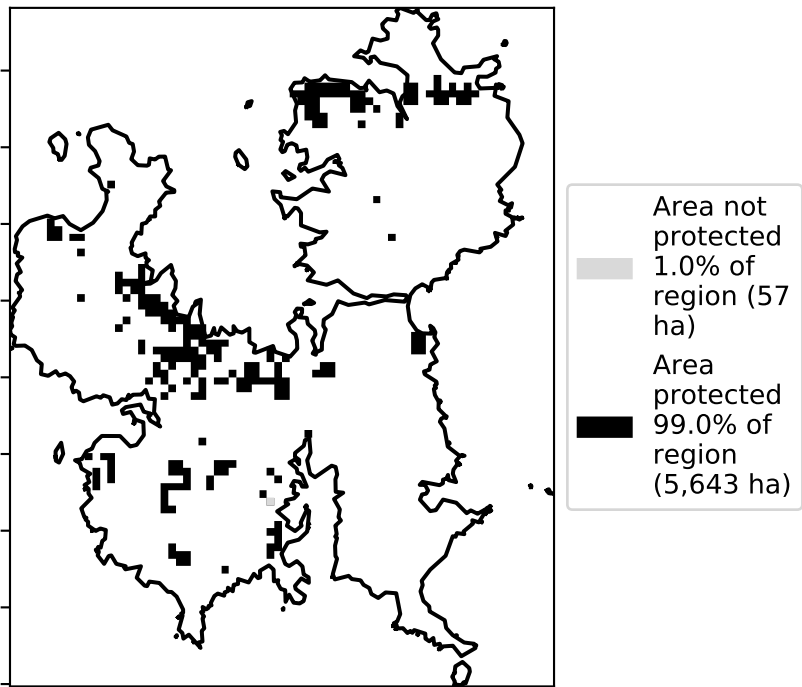 Area not
protected
1.0% of
region (57
ha)
Area
protected
99.0% of
region
(5,643 ha)